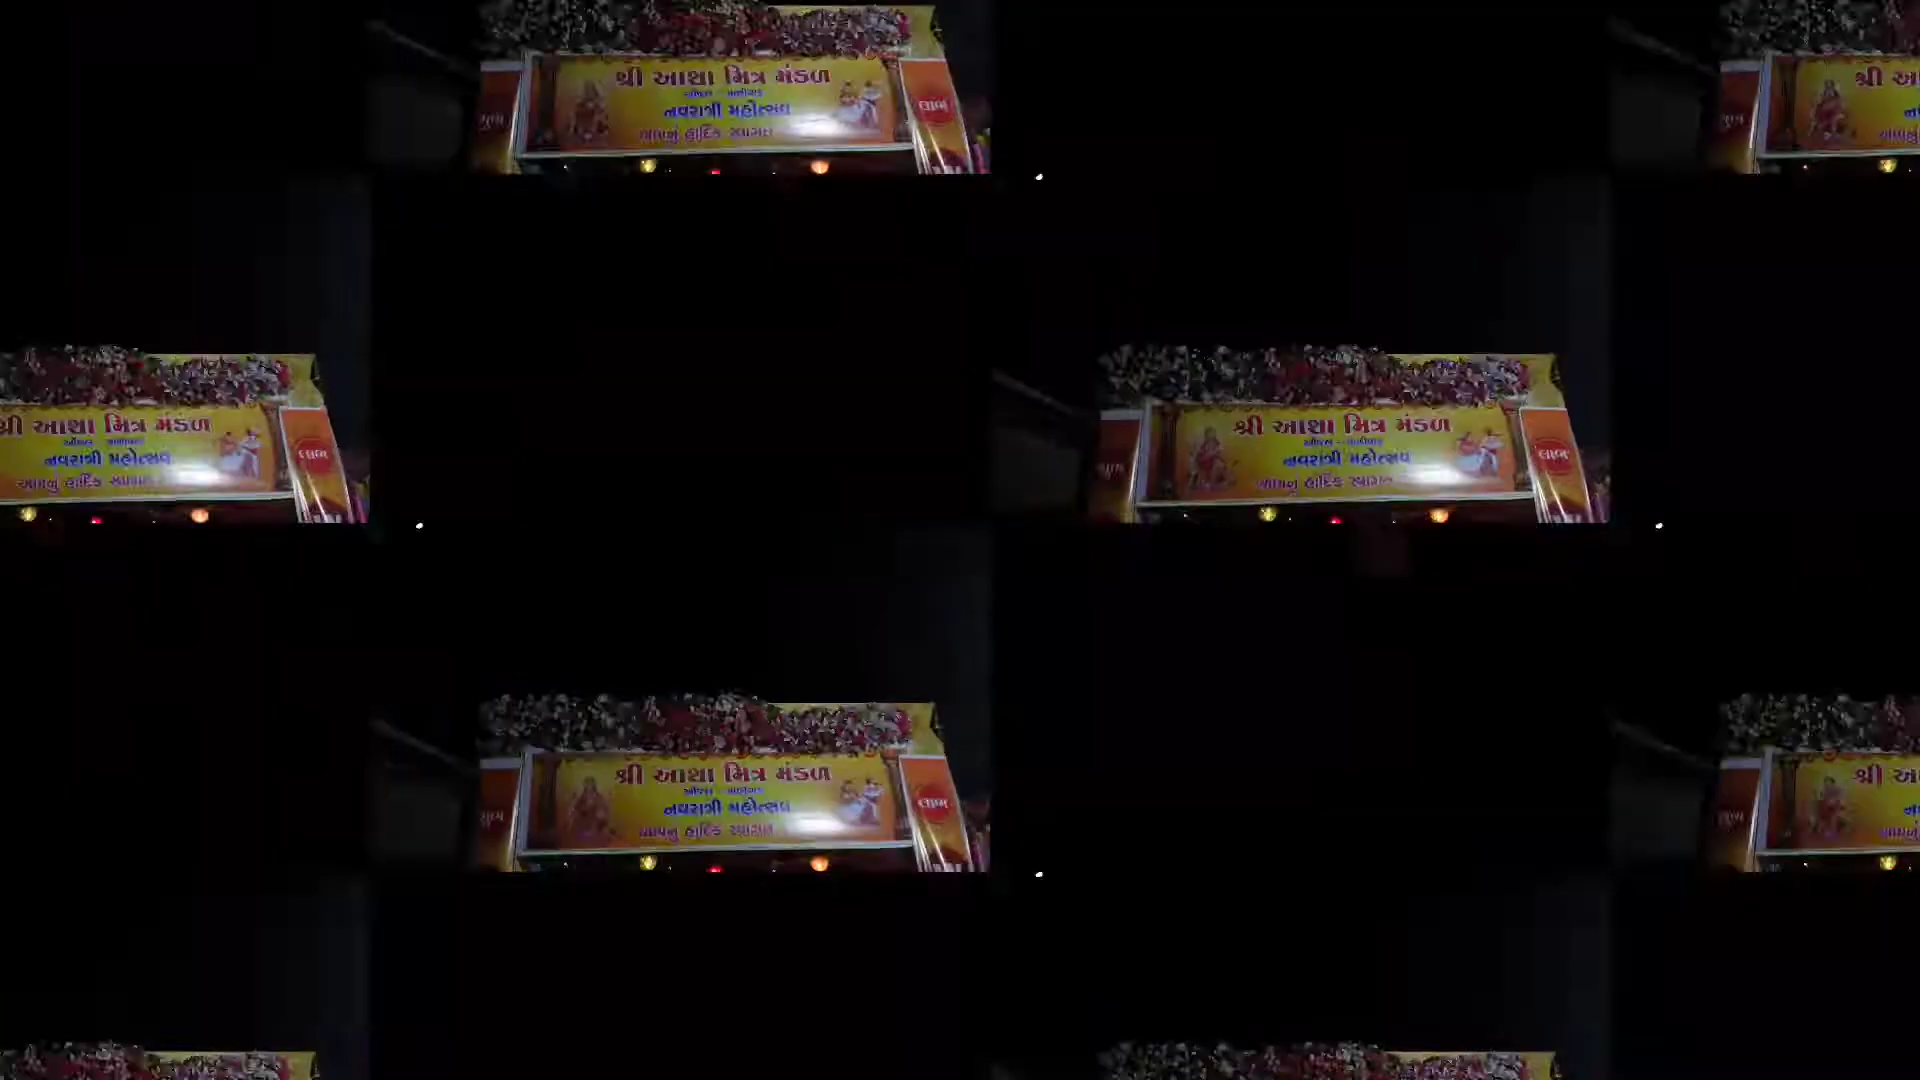 શ્રી આશા મિત્ર મંડળ
નવરાત્રી મહોત્સવ
આપનું હાર્દિક સ્વાગત
શુભ
લાભ